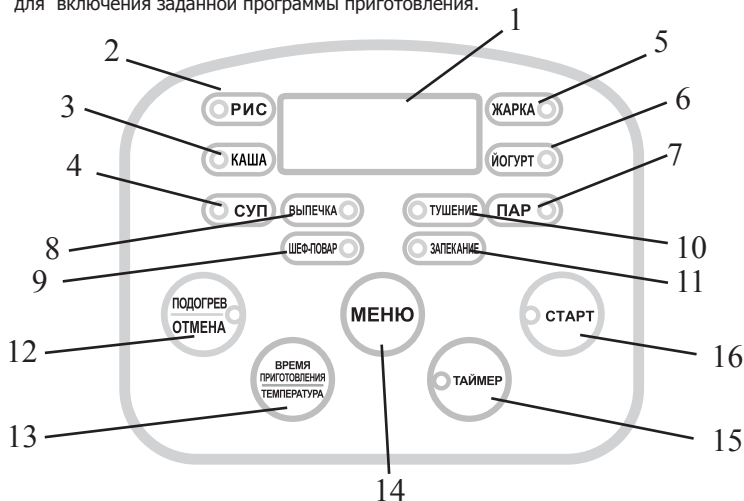 для включения заданной программы приготовления.
1
2
5
РИС
ЖАРКА
3
6
КАША
ЙОГУРТ
4
7
СУП
ВЫПЕЧКА
ТУШЕНИЕ
ПАР
8
10
ШЕФ-ПОВАР
ЗАПЕКАНИЕ
9
11
ПОДОГРЕВ
ОТМЕНА
МЕНЮ
СТАРТ
12
16
ВРЕМЯ
ПРИГОТОВЛЕНИЯ
ТЕМПЕРАТУРА
ТАЙМЕР
13
15
14